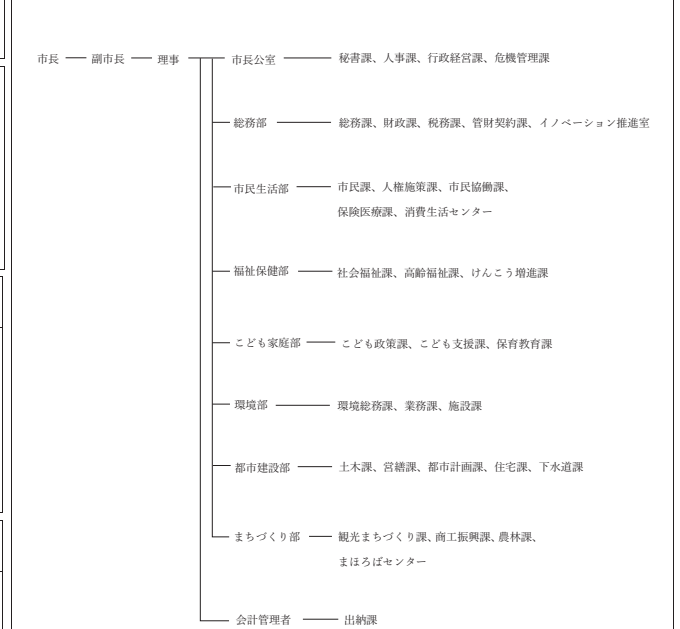 市長 副市長 理事 市長公室 秘書課、人事課、行政経営課、危機管理課
総務部 総務課、財政課、税務課、管財契約課、イノベーション推進室
市民生活部 市民課、人権施策課、市民協働課、
保険医療課、消費生活センター
福祉保健部 社会福祉課、高齢福祉課、けんこう増進課
こども家庭部 こども政策課、こども支援課、保育教育課
環境部 環境総務課、業務課、施設課
都市建設部 土木課、営繕課、都市計画課、住宅課、下水道課
まちづくり部 観光まちづくり課、商工振興課、農林課、
まほろばセンター
会計管理者 出納課